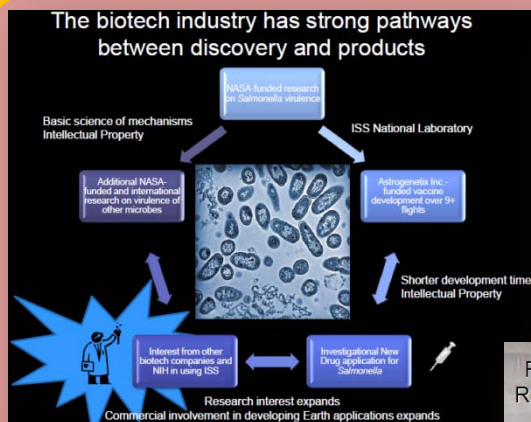 The biotech industry has strong pathways
between discovery and products
NASA-funded research
on Salmonella virulence
Basic science of mechanisms
Intellectual Property
ISS National Laboratory
Additional NASA-
funded and international
research on virulence of
other microbes
Astrogenetix Inc.-
funded vaccine
development over 9+
flights
Shorter development time
Intellectual Property
Interest from other
biotech companies and
NIH in using ISS
Investigational New
Drug application for
Salmonella
Research interest expands
Commercial involvement in developing Earth applications expands